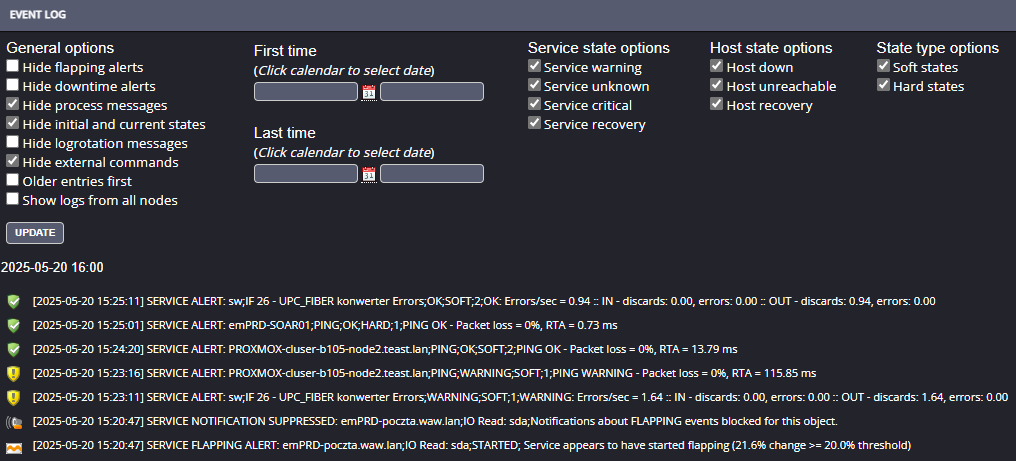 EVENT LOG
General options
Hide flapping alerts
Hide downtime alerts
Hide process messages
Hide initial and current states
Hide logrotation messages
Hide external commands
Older entries first
Show logs from all nodes
UPDATE
First time
(Click calendar to select date)
31
Last time
(Click calendar to select date)
31
Service state options
Service warning
Service unknown
Service critical
Service recovery
Host state options
Host down
Host unreachable
Host recovery
State type options
Soft states
Hard states
2025-05-20 16:00
[2025-05-20 15:25:11] SERVICE ALERT: sw;IF 26 - UPC_FIBER konwerter Errors;OK;SOFT;2;OK: Errors/sec = 0.94 :: IN - discards: 0.00, errors: 0.00 :: OUT - discards: 0.94, errors: 0.00
[2025-05-20 15:25:01] SERVICE ALERT: emPRD-SOAR01;PING;OK;HARD;1;PING OK - Packet loss = 0%, RTA = 0.73 ms
[2025-05-20 15:24:20] SERVICE ALERT: PROXMOX-cluser-b105-node2.teast.lan;PING;OK;SOFT;2;PING OK - Packet loss = 0%, RTA = 13.79 ms
[2025-05-20 15:23:16] SERVICE ALERT: PROXMOX-cluser-b105-node2.teast.lan;PING;WARNING;SOFT;1;PING WARNING - Packet loss = 0%, RTA = 115.85 ms
[2025-05-20 15:23:11] SERVICE ALERT: sw;IF 26 - UPC_FIBER konwerter Errors;WARNING;SOFT;1;WARNING: Errors/sec = 1.64 :: IN - discards: 0.00, errors: 0.00 :: OUT - discards: 1.64, errors: 0.00
[2025-05-20 15:20:47] SERVICE NOTIFICATION SUPPRESSED: emPRD-poczta.waw.lan;IO Read: sda;Notifications about FLAPPING events blocked for this object.
[2025-05-20 15:20:47] SERVICE FLAPPING ALERT: emPRD-poczta.waw.lan;IO Read: sda;STARTED; Service appears to have started flapping (21.6% change >= 20.0% threshold)